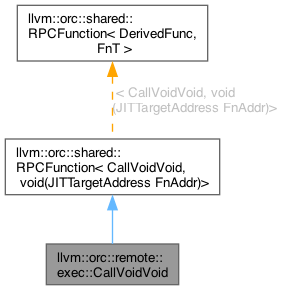 llvm::orc::shared::
RPCFunction< DerivedFunc,
FnT >
< CallVoidVoid, void
(JITTargetAddress FnAddr)>
llvm::orc::shared::
RPCFunction< CallVoidVoid,
void(JITTargetAddress FnAddr)>
llvm::orc::remote::
exec::CallVoidVoid